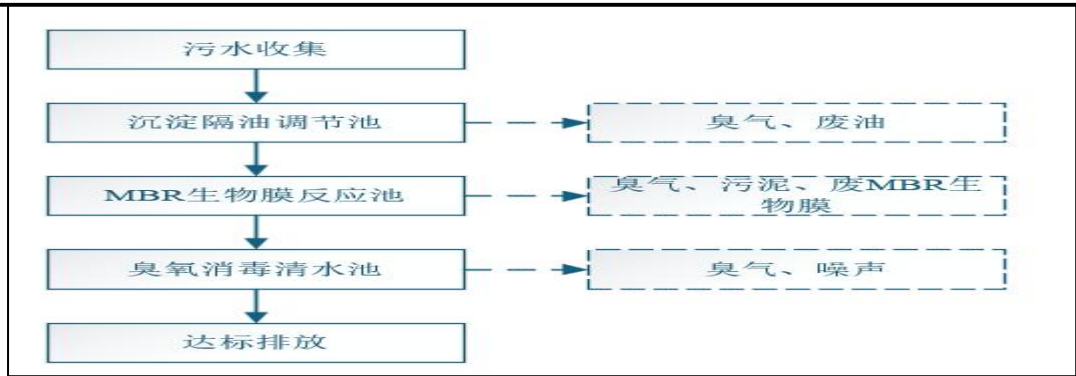 污水收集
沉淀隔油调节池
臭气、废油
MBR生物膜反应池
臭气、污泥、废MBR生
物膜
臭氧消毒清水池
臭气、噪声
达标排放